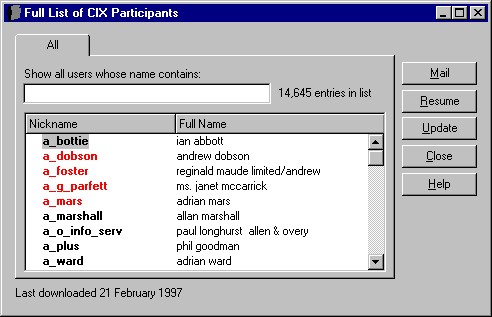 Full List of CIX Participants
All
Show all users whose name contains:
14,645 entries in list
Nickname Full Name
a_bottie ian abbott
a_dobson andrew dobson
a_foster reginald maude limited/andrew
a_g_parfett ms. janet mccarrick
a_mars adrian mars
a_marshall allan marshall
a_o_info_serv paul longhurst allen & overy
a_plus phil goodman
a_ward adrian ward
Mail
Resume
Update
Close
Help
Last downloaded 21 February 1997